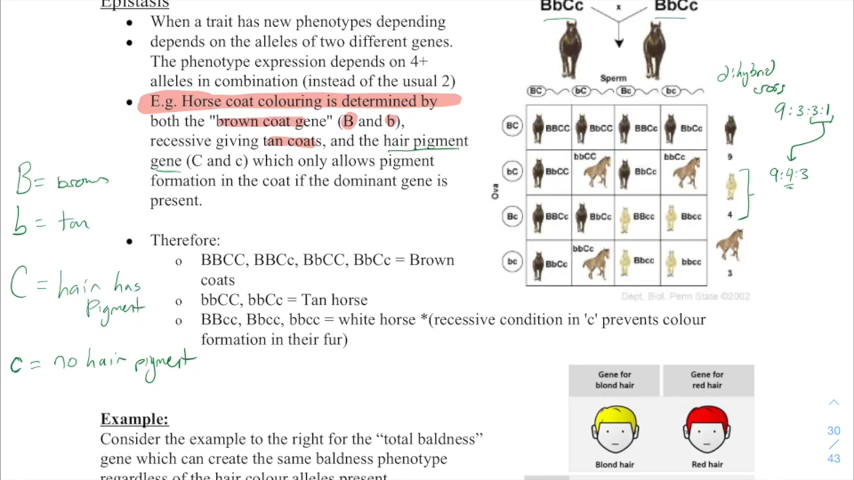 Epistasis
When a trait has new phenotypes depending
depends on the alleles of two different genes.
The phenotype expression depends on 4+
alleles in combination (instead of the usual 2)
E.g. Horse coat colouring is determined by
both the "brown coat gene" (B and b),
recessive giving tan coats, and the hair pigment
gene (C and c) which only allows pigment
formation in the coat if the dominant gene is
present.
B = brown
b = tan
C = hair has
pigment
c = no hair pigment
Therefore:
BBCC, BBCc, BbCC, BbCc = Brown
coats
bbCC, bbCc = Tan horse
BBcc, Bbcc, bbcc = white horse *(recessive condition in 'c' prevents colour
formation in their fur)
Example:
Consider the example to the right for the “total baldness”
gene which can create the same baldness phenotype
regardless of the hair colour alleles present.
BbCc x BbCc
Sperm
BC bC Bc bc
Ova
BC BBCC BbCC BBCc BbCc
bC BbCC bbCC BbCc bbCc
Bc BBCc BbCc BBcc Bbcc
bc BbCc bbCc Bbcc bbcc
9
4
3
dihybrid
cross
9:3:3:1
9:4:3
Dept. Biol. Penn State ©2002
Gene for
blond hair
Gene for
red hair
Blond hair
Red hair
30
/
43